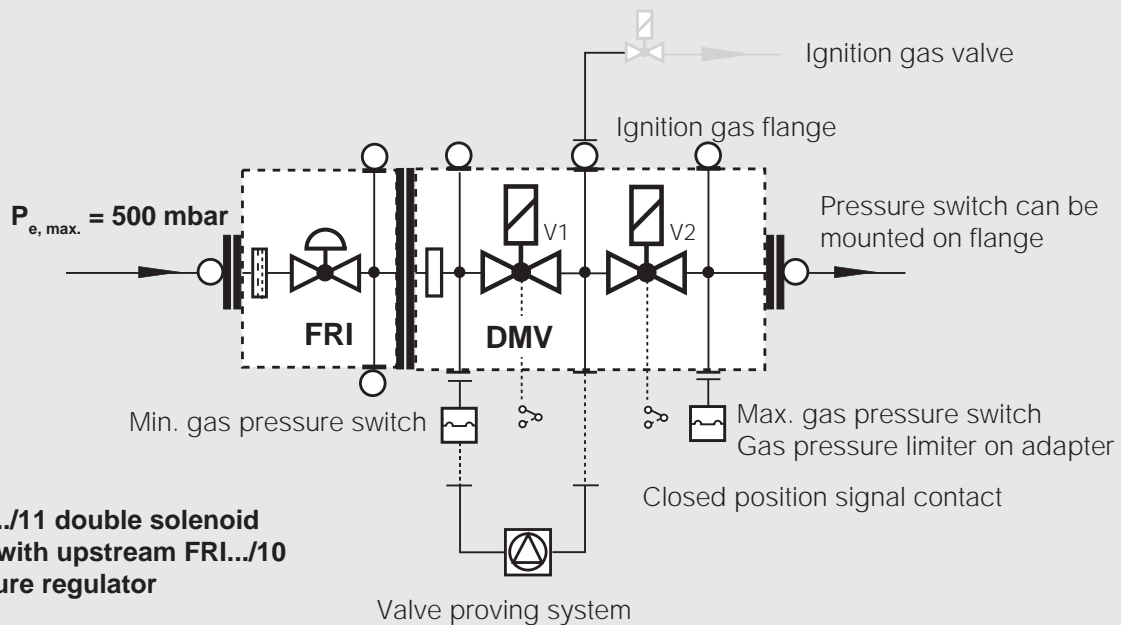 Ignition gas valve
Ignition gas flange
P e, max. = 500 mbar
V1
V2
Pressure switch can be
mounted on flange
FRI
DMV
Min. gas pressure switch
Max. gas pressure switch
Gas pressure limiter on adapter
Closed position signal contact
../11 double solenoid
with upstream FRI.../10
ure regulator
Valve proving system